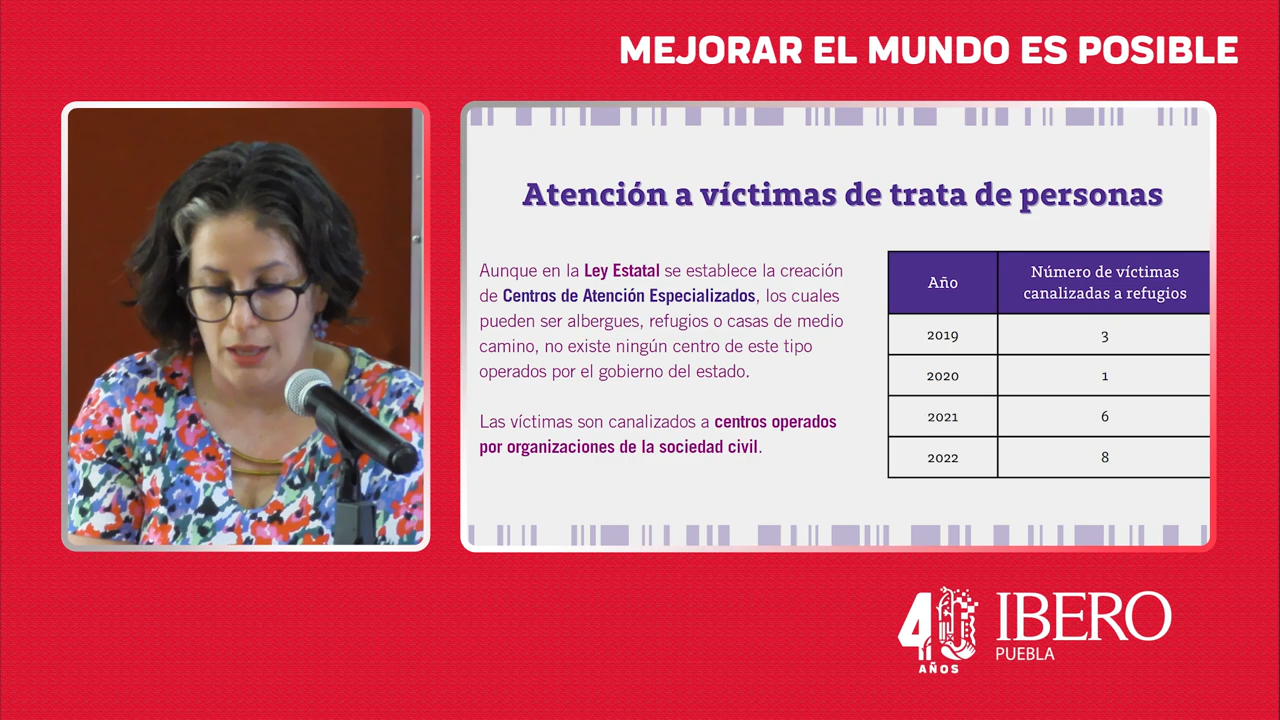 MEJORAR EL MUNDO ES POSIBLE
Atención a víctimas de trata de personas
Aunque en la Ley Estatal se establece la creación
de Centros de Atención Especializados, los cuales
pueden ser albergues, refugios o casas de medio
camino, no existe ningún centro de este tipo
operados por el gobierno del estado.
Las víctimas son canalizados a centros operados
por organizaciones de la sociedad civil.
Año
Número de víctimas
canalizadas a refugios
2019 3
2020 1
2021 6
2022 8
40
AÑOS
IBERO
PUEBLA